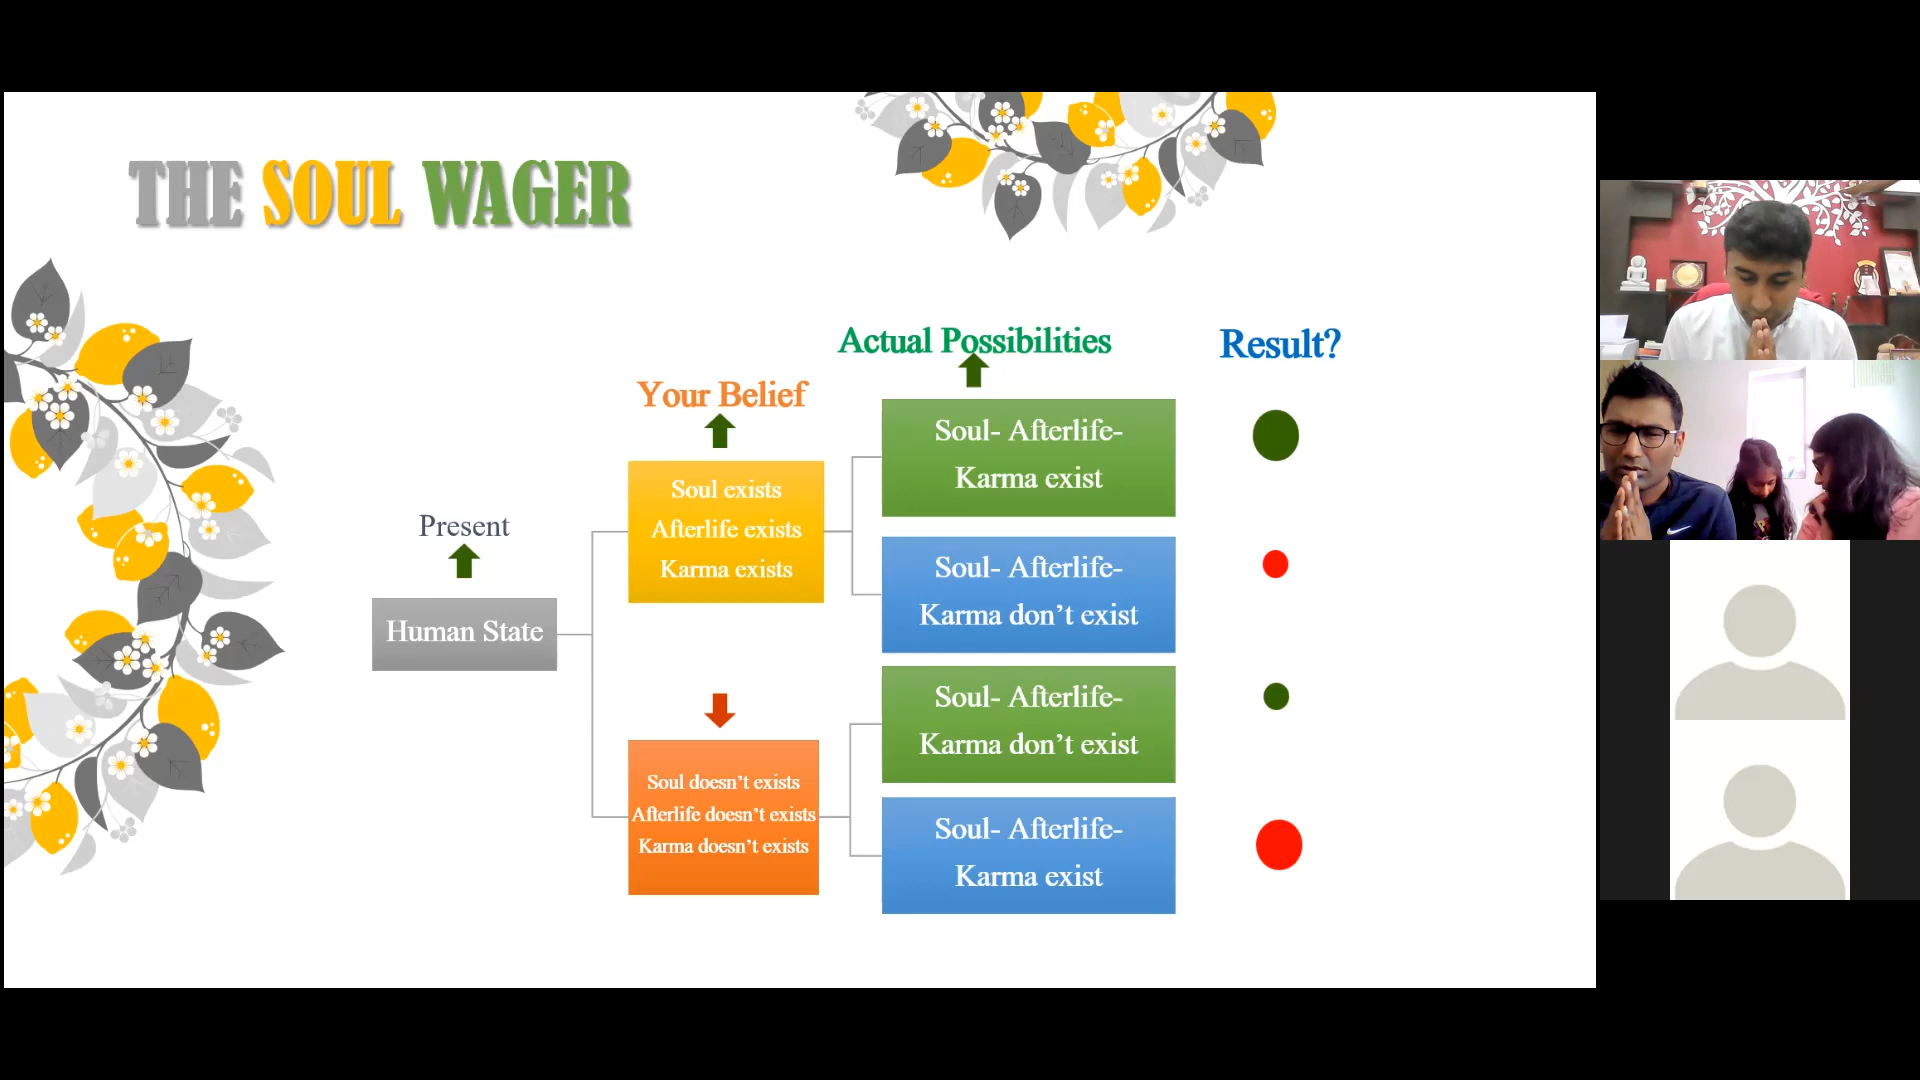 THE SOUL WAGER
Actual Possibilities
Result?
Your Belief
Present
Human State
Soul exists
Afterlife exists
Karma exists
Soul- Afterlife-
Karma exist
Soul- Afterlife-
Karma don’t exist
Soul doesn’t exists
Afterlife doesn’t exists
Karma doesn’t exists
Soul- Afterlife-
Karma don’t exist
Soul- Afterlife-
Karma exist